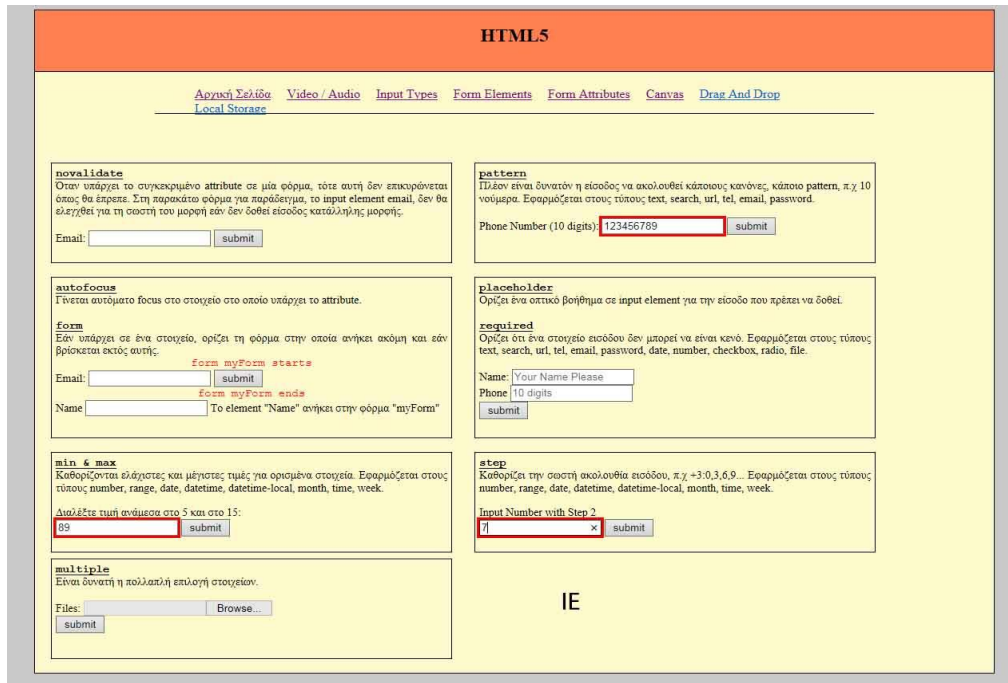 HTML5
Αρχική Σελίδα Video / Audio Input Types Form Elements Form Attributes Canvas Drag And Drop
Local Storage
novalidate
Όταν υπάρχει το συγκεκριμένο attribute σε μία φόρμα, τότε αυτή δεν επικυρώνεται
όπως θα έπρεπε. Στη παρακάτω φόρμα για παράδειγμα, το input element email, δεν θα
ελεγχθεί για τη σωστή του μορφή εάν δεν δοθεί είσοδος κατάλληλης μορφής.
Email: submit
pattern
Πλέον είναι δυνατόν η είσοδος να ακολουθεί κάποιους κανόνες, κάποιο pattern, π.χ 10
νούμερα. Εφαρμόζεται στους τύπους text, search, url, tel, email, password.
Phone Number (10 digits): 123456789 submit
autofocus
Γίνεται αυτόματο focus στο στοιχείο στο οποίο υπάρχει το attribute.
form
Εάν υπάρχει σε ένα στοιχείο, ορίζει τη φόρμα στην οποία ανήκει ακόμη και εάν
βρίσκεται εκτός αυτής.
form myForm starts
Email: submit
form myForm ends
Name Το element "Name" ανήκει στην φόρμα "myForm"
placeholder
Ορίζει ένα οπτικό βοήθημα σε input element για την είσοδο που πρέπει να δοθεί.
required
Ορίζει ότι ένα στοιχείο εισόδου δεν μπορεί να είναι κενό. Εφαρμόζεται στους τύπους
text, search, url, tel, email, password, date, number, checkbox, radio, file.
Name: Your Name Please
Phone 10 digits
submit
min & max
Καθορίζονται ελάχιστες και μέγιστες τιμές για ορισμένα στοιχεία. Εφαρμόζεται στους
τύπους number, range, date, datetime, datetime-local, month, time, week.
Διαλέξτε τιμή ανάμεσα στο 5 και στο 15:
89 submit
step
Καθορίζει την σωστή ακολουθία εισόδου, π.χ +3:0,3,6,9... Εφαρμόζεται στους τύπους
number, range, date, datetime, datetime-local, month, time, week.
Input Number with Step 2
7 × submit
multiple
Είναι δυνατή η πολλαπλή επιλογή στοιχείων.
Files: Browse...
submit
IE